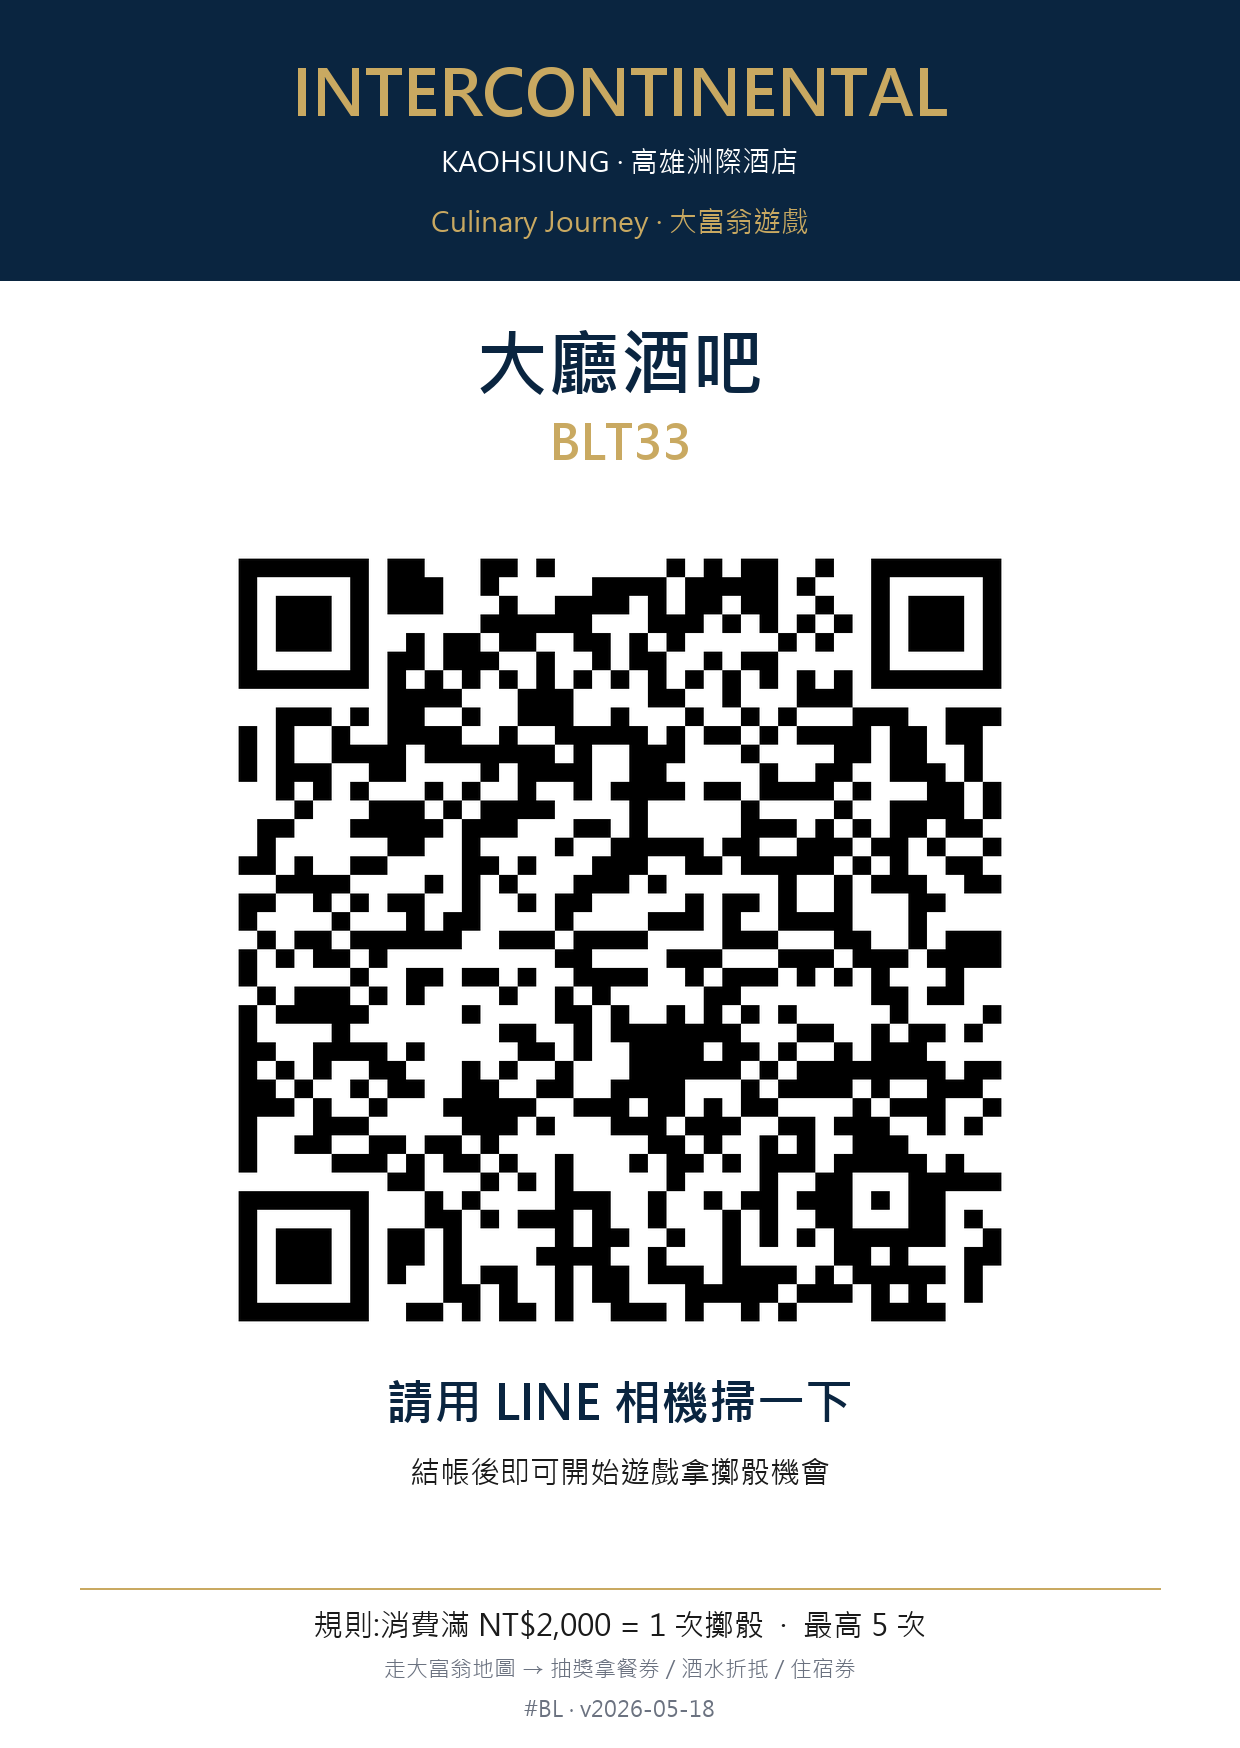 INTERCONTINENTAL
KAOHSIUNG · 高雄洲際酒店
Culinary Journey · 大富翁遊戲
大廳酒吧
BLT33
請用 LINE 相機掃一下
結帳後即可開始遊戲拿擲骰機會
規則:消費滿 NT$2,000 = 1 次擲骰 · 最高 5 次
走大富翁地圖 → 抽獎拿餐券 / 酒水折抵 / 住宿券
#BL · v2026-05-18